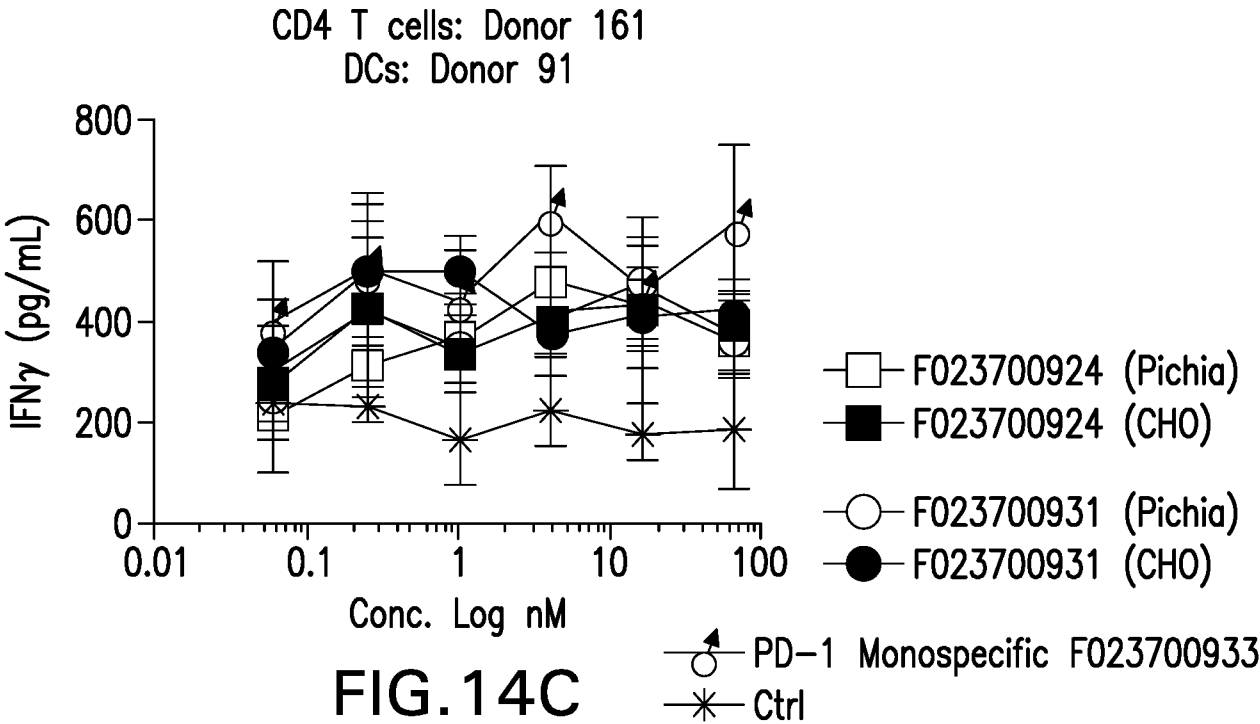 CD4 T cells: Donor 161
DCs: Donor 91
IFNγ (pg/mL)
800
600
400
200
0
0.01
0.1
1
10
100
Conc. Log nM
F023700924 (Pichia)
F023700924 (CHO)
F023700931 (Pichia)
F023700931 (CHO)
PD-1 Monospecific F023700933
Ctrl
FIG.14C